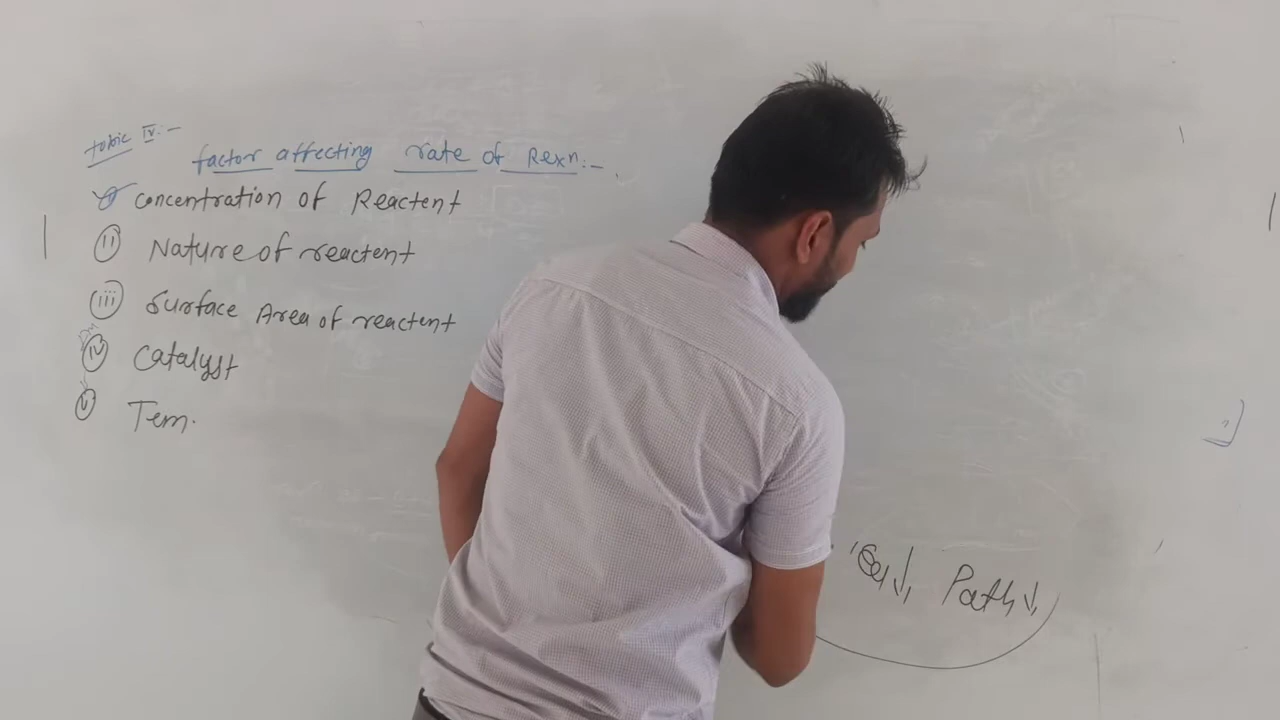 topic IV:-
factor affecting rate of Rexn:-
(i) Concentration of Reactent
(ii) Nature of reactent
(iii) Surface Area of reactent
(iv) Catalyst
(v) Tem.
Path ↓,